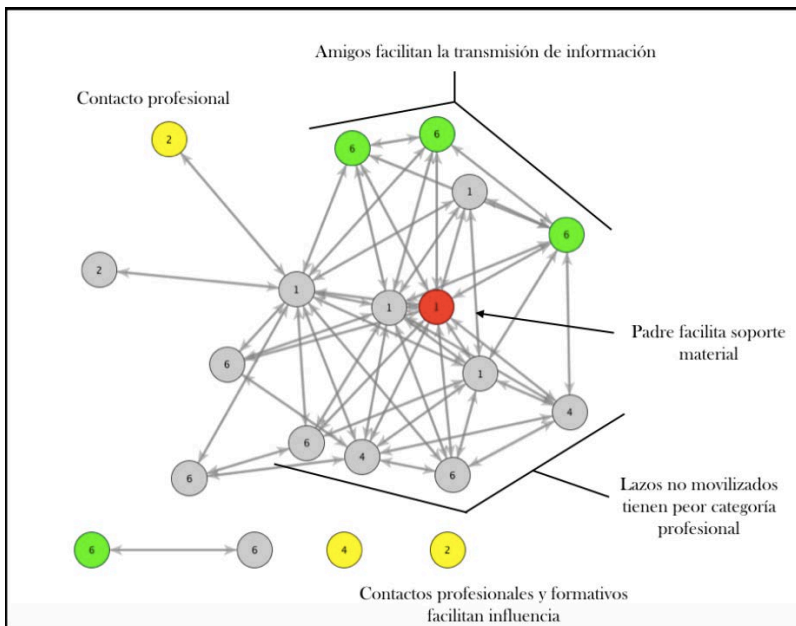 Amigos facilitan la transmisión de información
Contacto profesional
2
6
6
1
6
2
1
1
1
Padre facilita soporte
material
6
1
4
6
4
6
6
Lazos no movilizados
tienen peor categoría
profesional
6
6
4
2
Contactos profesionales y formativos
facilitan influencia